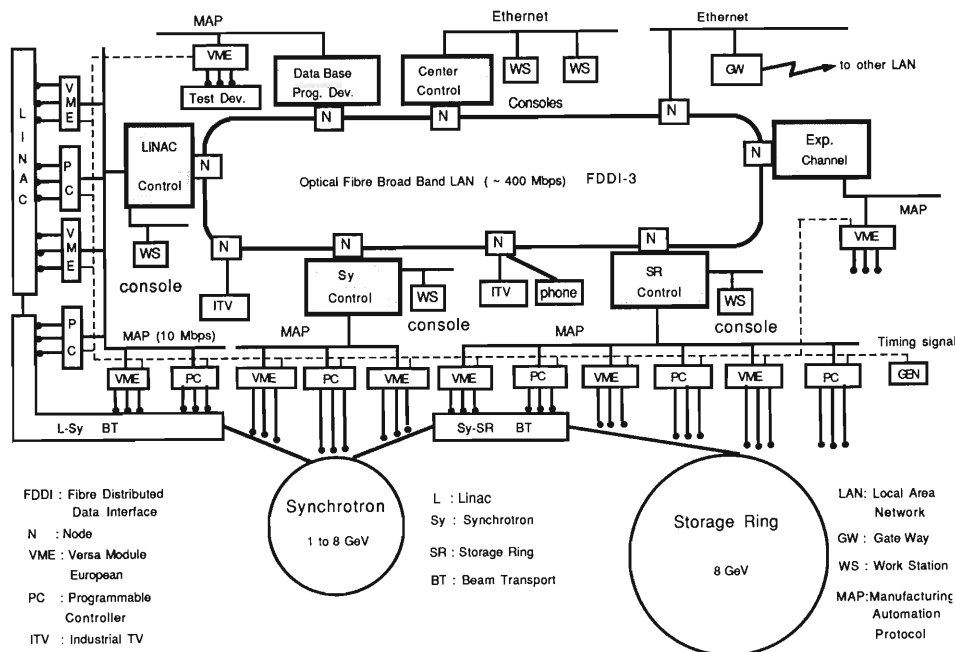 MAP
Ethernet
Ethernet
VME
Test Dev.
Data Base
Prog. Dev.
Center
Control
WS
WS
Consoles
GW
to other LAN
L I N A C
V M E
P C
V M E
P C
LINAC
Control
N
N
N
N
N
Exp.
Channel
Optical Fibre Broad Band LAN ( ~ 400 Mbps) FDDI-3
MAP
VME
N
N
N
N
WS
console
ITV
Sy
Control
WS
console
ITV
phone
SR
Control
WS
console
MAP (10 Mbps)
MAP
MAP
Timing signal
VME
PC
VME
PC
VME
VME
PC
VME
PC
VME
PC
GEN
L-Sy BT
Sy-SR BT
Synchrotron
1 to 8 GeV
Storage Ring
8 GeV
FDDI : Fibre Distributed
Data Interface
N : Node
VME : Versa Module
European
PC : Programmable
Controller
ITV : Industrial TV
L : Linac
Sy : Synchrotron
SR : Storage Ring
BT : Beam Transport
LAN: Local Area
Network
GW : Gate Way
WS : Work Station
MAP:Manufacturing
Automation
Protocol